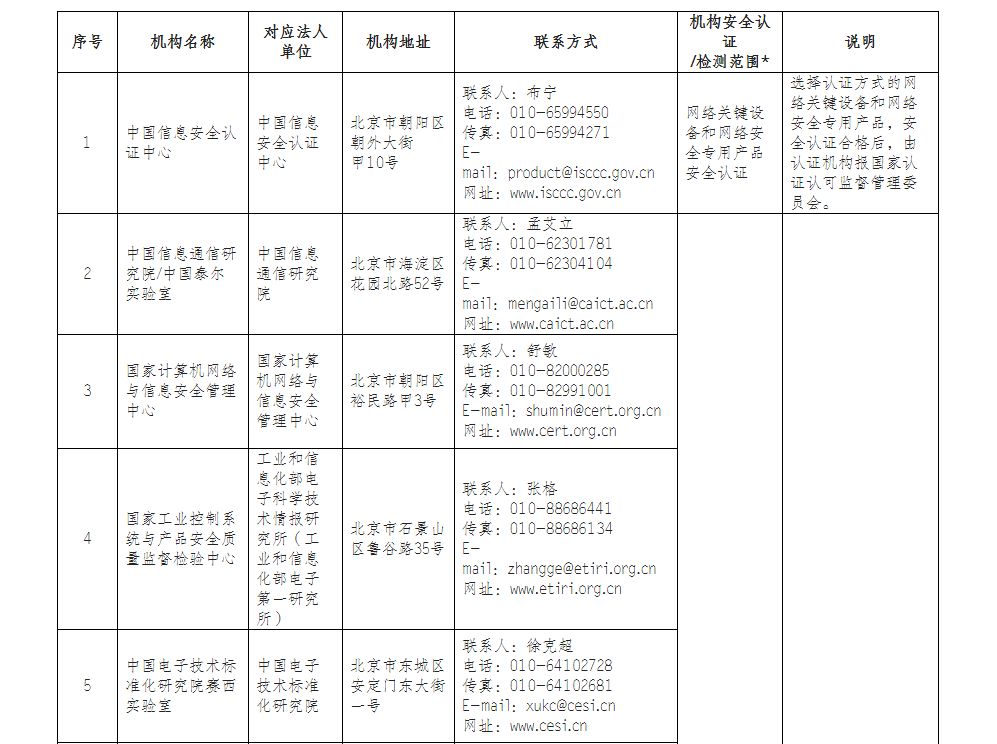 序号
机构名称
对应法人
单位
机构地址
联系方式
机构安全认
证
/检测范围*
说明
1
中国信息安全认
证中心
中国信息
安全认证
中心
北京市朝阳区
朝外大街
甲10号
联系人：布宁
电话：010-65994550
传真：010-65994271
E-
mail：product@isccc.gov.cn
网址：www.isccc.gov.cn
网络关键设
备和网络安
全专用产品
安全认证
选择认证方式的网
络关键设备和网络
安全专用产品，安
全认证合格后，由
认证机构报国家认
证认可监督管理委
员会。
2
中国信息通信研
究院/中国泰尔
实验室
中国信息
通信研究
院
北京市海淀区
花园北路52号
联系人：孟艾立
电话：010-62301781
传真：010-62304104
E-
mail：mengaili@caict.ac.cn
网址：www.caict.ac.cn
3
国家计算机网络
与信息安全管理
中心
国家计算
机网络与
信息安全
管理中心
北京市朝阳区
裕民路甲3号
联系人：舒敏
电话：010-82000285
传真：010-82991001
E-mail：shumin@cert.org.cn
网址：www.cert.org.cn
4
国家工业控制系
统与产品安全质
量监督检验中心
工业和信
息化部电
子科学技
术情报研
究所（工
业和信息
化部电子
第一研究
所）
北京市石景山
区鲁谷路35号
联系人：张格
电话：010-88686441
传真：010-88686134
E-
mail：zhangge@etiri.org.cn
网址：www.etiri.org.cn
5
中国电子技术标
准化研究院赛西
实验室
中国电子
技术标准
化研究院
北京市东城区
安定门东大街
一号
联系人：徐克超
电话：010-64102728
传真：010-64102681
E-mail：xukc@cesi.cn
网址：www.cesi.cn